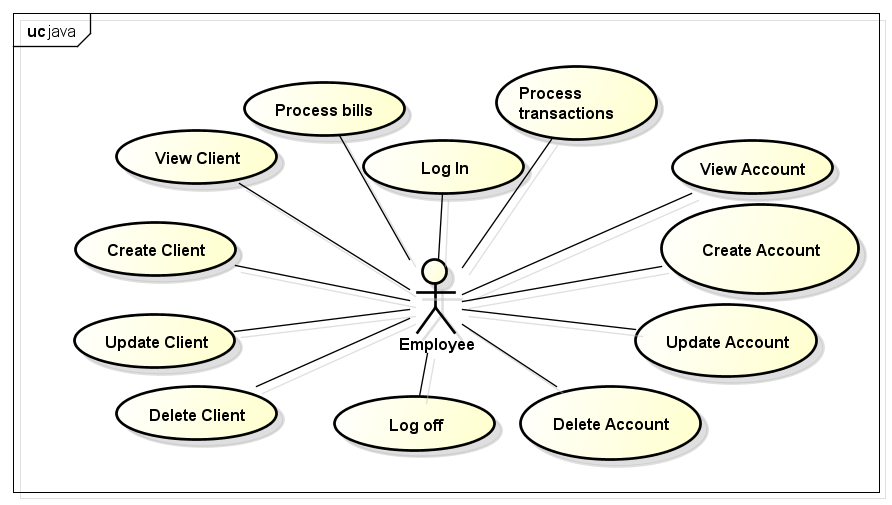 uc java
Process bills
Process
transactions
View Client
Log In
View Account
Create Client
Create Account
Update Client
Employee
Update Account
Delete Client
Log off
Delete Account